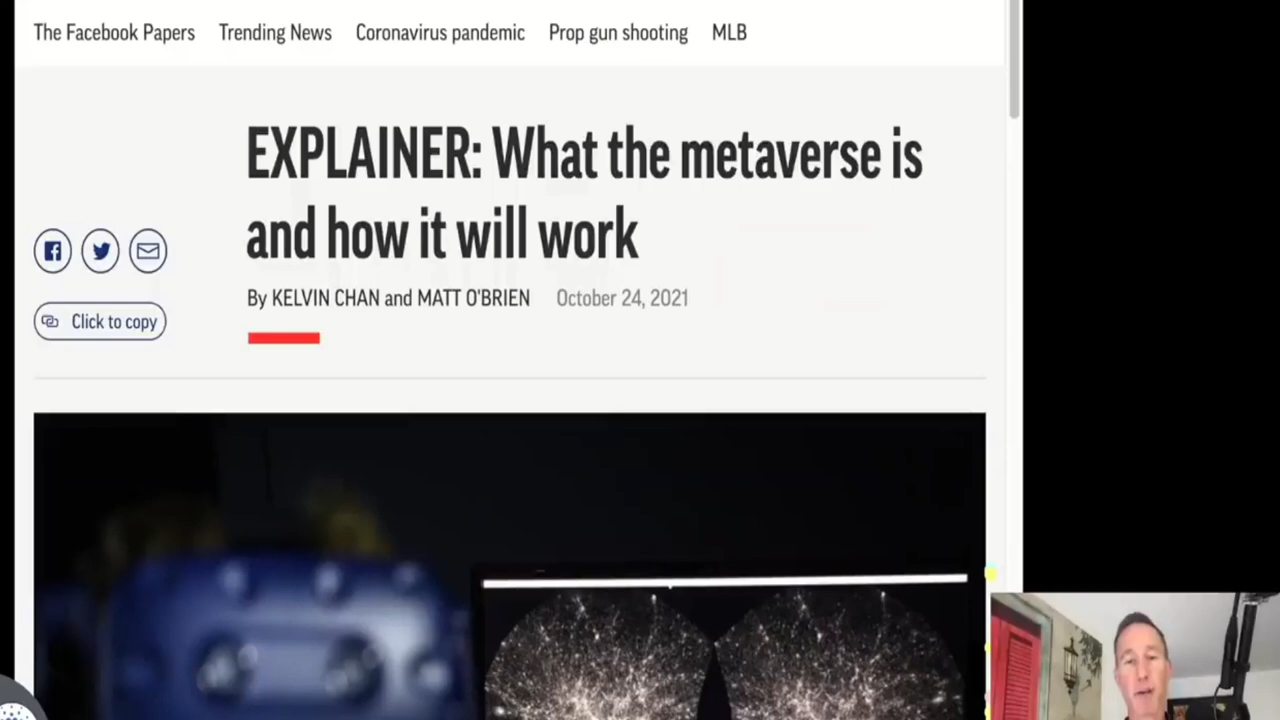 The Facebook Papers Trending News Coronavirus pandemic Prop gun shooting MLB
EXPLAINER: What the metaverse is
and how it will work
By KELVIN CHAN and MATT O'BRIEN October 24, 2021
Click to copy